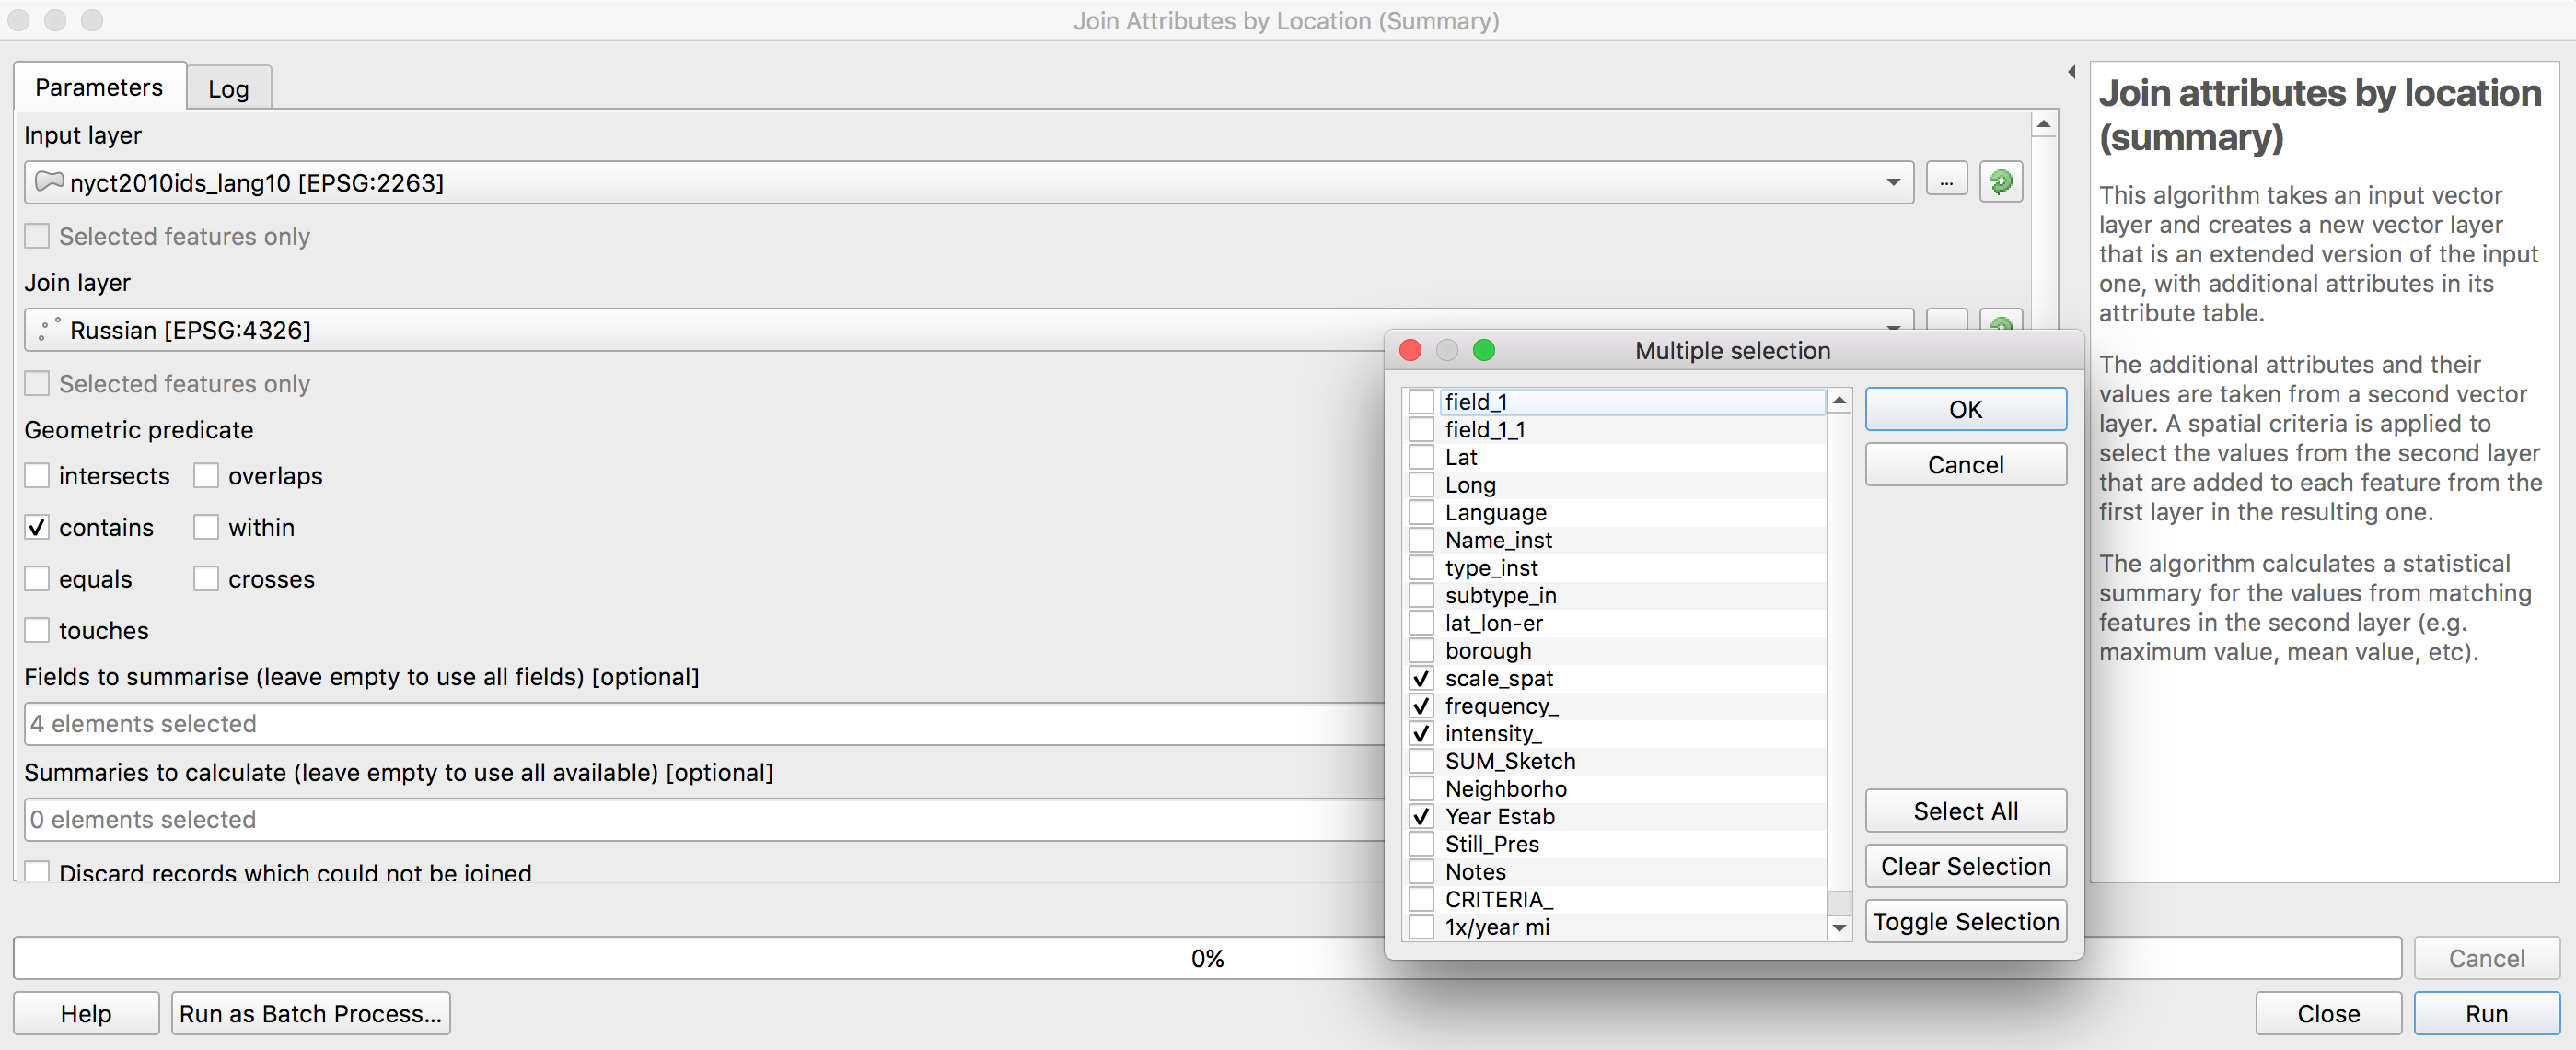 Join Attributes by Location (Summary)
Parameters
Log
Input layer
nyct2010ids_lang10 [EPSG:2263]
...
Selected features only
Join layer
Russian [EPSG:4326]
Selected features only
Geometric predicate
intersects
overlaps
contains
within
equals
crosses
touches
Fields to summarise (leave empty to use all fields) [optional]
4 elements selected
Summaries to calculate (leave empty to use all available) [optional]
0 elements selected
Discard records which could not be joined
0%
Help
Run as Batch Process...
Cancel
Close
Run
Multiple selection
field_1
field_1_1
Lat
Long
Language
Name_inst
type_inst
subtype_in
lat_lon-er
borough
scale_spat
frequency_
intensity_
SUM_Sketch
Neighborho
Year Estab
Still_Pres
Notes
CRITERIA_
1x/year mi
OK
Cancel
Select All
Clear Selection
Toggle Selection
Join attributes by location
(summary)
This algorithm takes an input vector
layer and creates a new vector layer
that is an extended version of the input
one, with additional attributes in its
attribute table.
The additional attributes and their
values are taken from a second vector
layer. A spatial criteria is applied to
select the values from the second layer
that are added to each feature from the
first layer in the resulting one.
The algorithm calculates a statistical
summary for the values from matching
features in the second layer (e.g.
maximum value, mean value, etc).